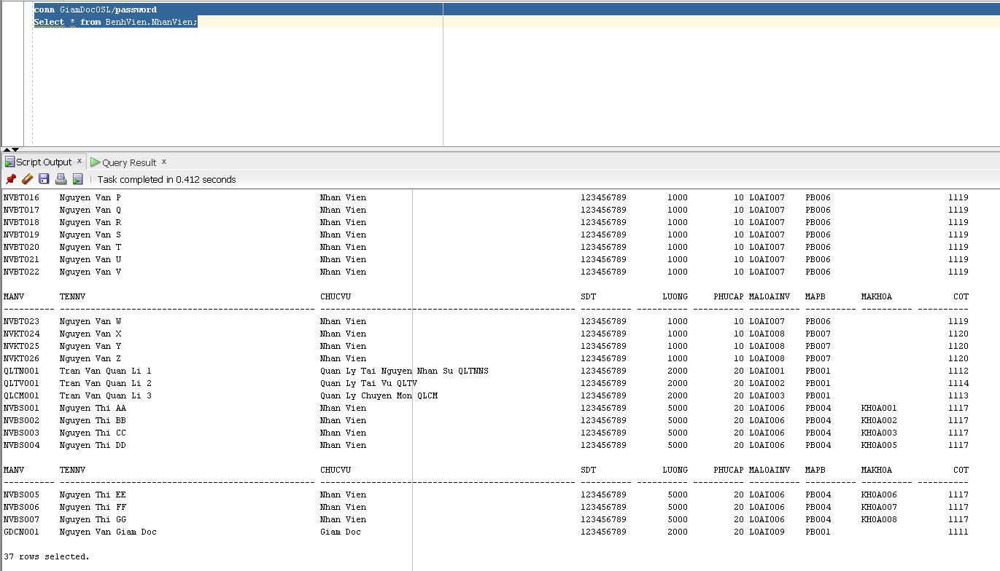 conn GiamDocOSL/password
Select * from BenhVien.NhanVien;
Script Output x Query Result x
Task completed in 0.412 seconds
NVBT016 Nguyen Van P Nhan Vien 123456789 1000 10 LOAI007 PB006 1119
NVBT017 Nguyen Van Q Nhan Vien 123456789 1000 10 LOAI007 PB006 1119
NVBT018 Nguyen Van R Nhan Vien 123456789 1000 10 LOAI007 PB006 1119
NVBT019 Nguyen Van S Nhan Vien 123456789 1000 10 LOAI007 PB006 1119
NVBT020 Nguyen Van T Nhan Vien 123456789 1000 10 LOAI007 PB006 1119
NVBT021 Nguyen Van U Nhan Vien 123456789 1000 10 LOAI007 PB006 1119
NVBT022 Nguyen Van V Nhan Vien 123456789 1000 10 LOAI007 PB006 1119
MANV TENNV CHUCVU SDT LUONG PHUCAP MALOAINV MAPB MAKHOA COT
NVBT023 Nguyen Van W Nhan Vien 123456789 1000 10 LOAI007 PB006 1119
NVKT024 Nguyen Van X Nhan Vien 123456789 1000 10 LOAI008 PB007 1120
NVKT025 Nguyen Van Y Nhan Vien 123456789 1000 10 LOAI008 PB007 1120
NVKT026 Nguyen Van Z Nhan Vien 123456789 1000 10 LOAI008 PB007 1120
QLTN001 Tran Van Quan Li 1 Quan Ly Tai Nguyen Nhan Su QLTNNS 123456789 2000 20 LOAI001 PB001 1112
QLTV001 Tran Van Quan Li 2 Quan Ly Tai Vu QLTV 123456789 2000 20 LOAI002 PB001 1114
QLCM001 Tran Van Quan Li 3 Quan Ly Chuyen Mon QLCM 123456789 2000 20 LOAI003 PB001 1113
NVBS001 Nguyen Thi AA Nhan Vien 123456789 5000 20 LOAI006 PB004 KHOA001 1117
NVBS002 Nguyen Thi BB Nhan Vien 123456789 5000 20 LOAI006 PB004 KHOA002 1117
NVBS003 Nguyen Thi CC Nhan Vien 123456789 5000 20 LOAI006 PB004 KHOA003 1117
NVBS004 Nguyen Thi DD Nhan Vien 123456789 5000 20 LOAI006 PB004 KHOA005 1117
MANV TENNV CHUCVU SDT LUONG PHUCAP MALOAINV MAPB MAKHOA COT
NVBS005 Nguyen Thi EE Nhan Vien 123456789 5000 20 LOAI006 PB004 KHOA006 1117
NVBS006 Nguyen Thi FF Nhan Vien 123456789 5000 20 LOAI006 PB004 KHOA007 1117
NVBS007 Nguyen Thi GG Nhan Vien 123456789 5000 20 LOAI006 PB004 KHOA008 1117
GDCN001 Nguyen Van Giam Doc Giam Doc 123456789 2000 20 LOAI009 PB001 1111
37 rows selected.